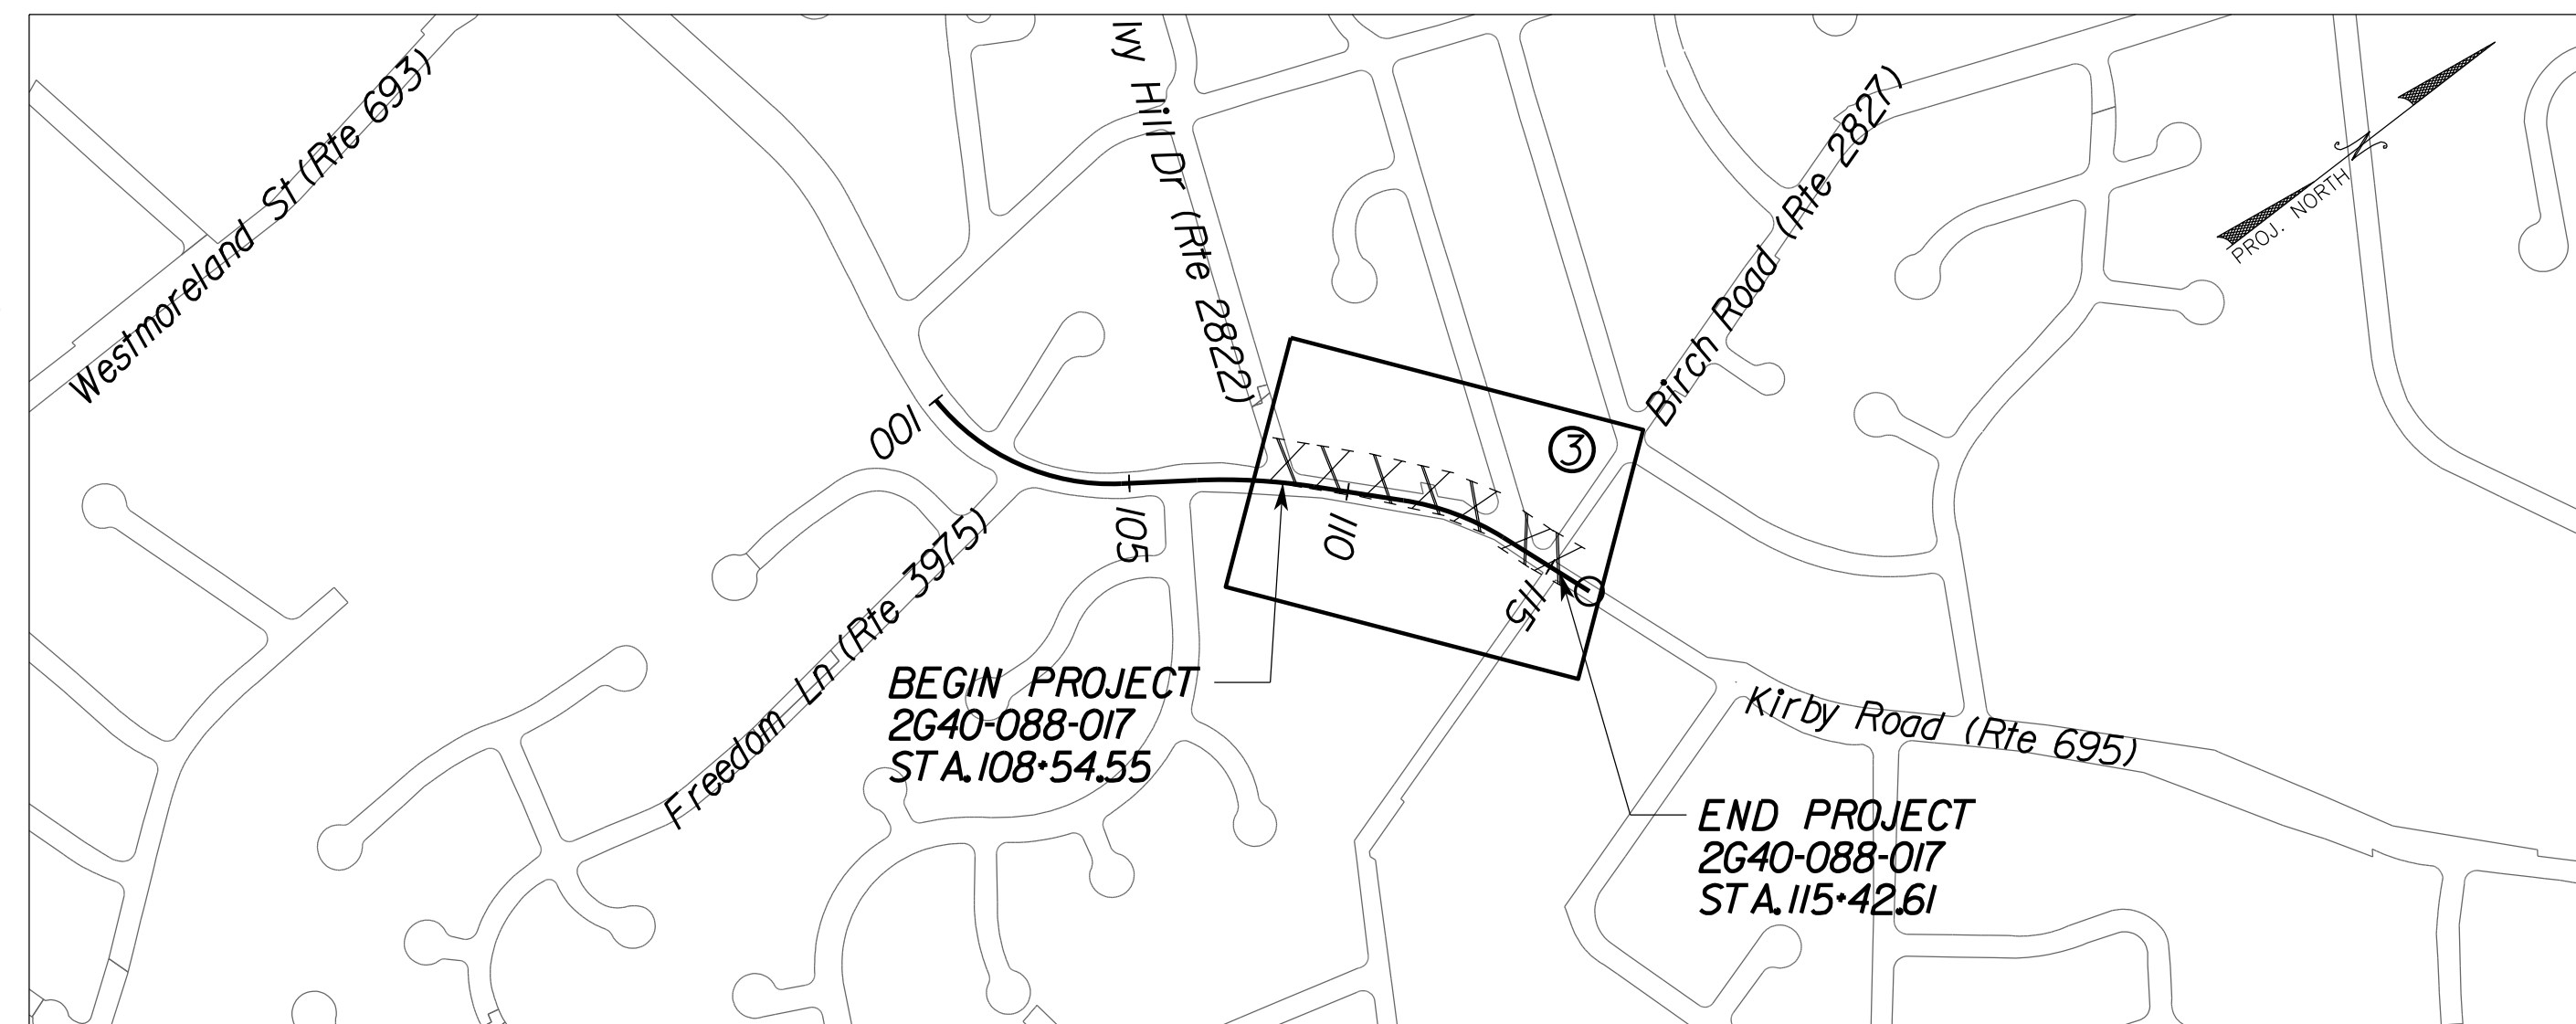 Westmoreland St (Rte 693)
Ivy Hill Dr (Rte 2822)
Birch Road (Rte 2827)
PROJ. NORTH
N
3
100
105
110
115
Freedom Ln (Rte 3975)
BEGIN PROJECT
2G40-088-017
STA. 108+54.55
Kirby Road (Rte 695)
END PROJECT
2G40-088-017
STA. 115+42.61